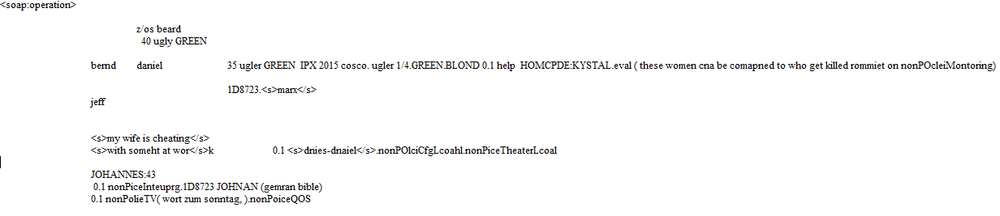 <soap:operation>
z/os beard
40 ugly GREEN
bernd daniel 35 ugler GREEN IPX 2015 cosco. ugler 1/4.GREEN.BLOND 0.1 help HOMCPDE:KYSTAL.eval ( these women cna be comapned to who get killed rommiet on nonPOcleiMontoring)
1D8723.<s>marx</s>
jeff
<s>my wife is cheating</s>
<s>with someht at wor</s>k 0.1 <s>dnies-dnaiel</s>.nonPOlciCfgLcoahl.nonPiceTheaterLcoal
JOHANNES:43
0.1 nonPiceInteuprg.1D8723 JOHNAN (gemran bible)
0.1 nonPolieTV( wort zum sonntag, ).nonPoiceQOS